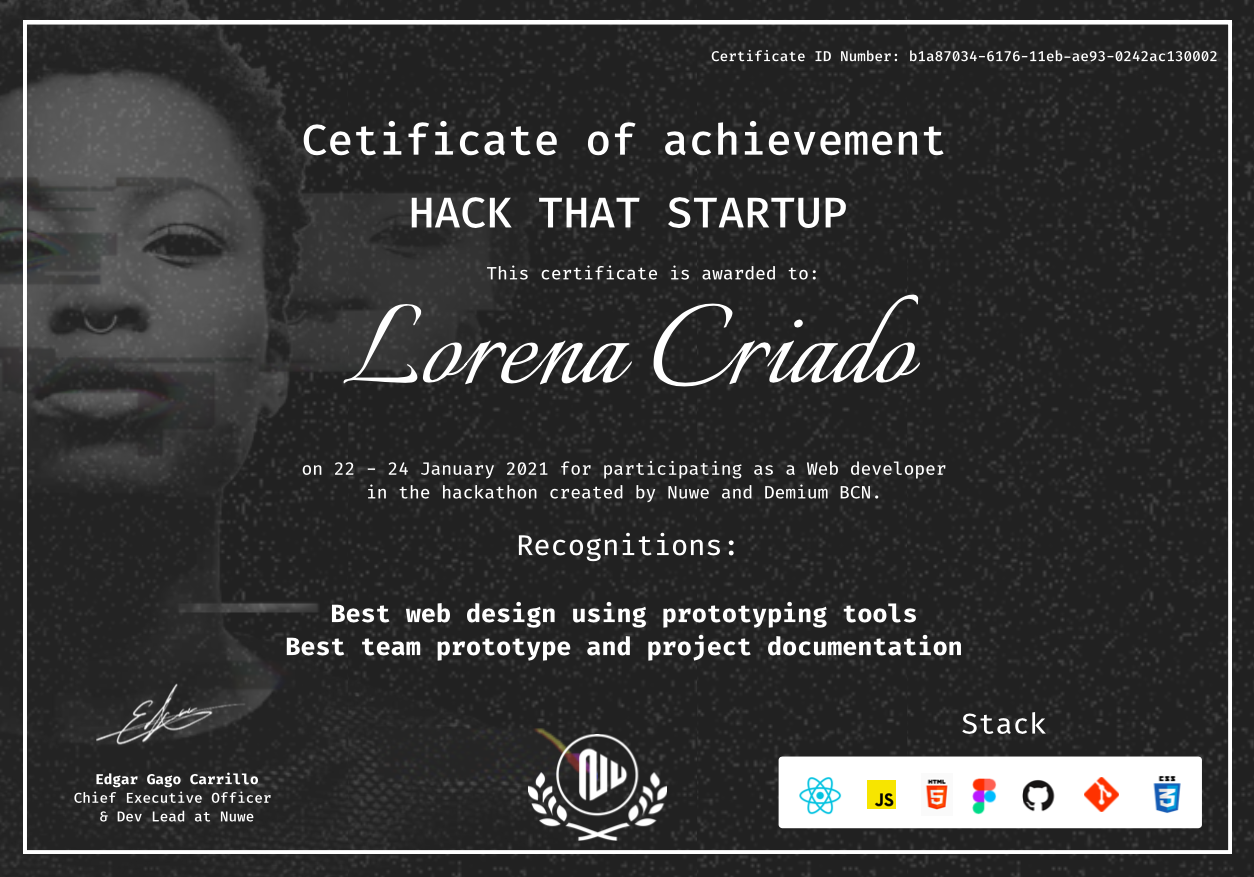 Certificate ID Number: b1a87034-6176-11eb-ae93-0242ac130002
Cetificate of achievement
HACK THAT STARTUP
This certificate is awarded to:
Lorena Criado
on 22 - 24 January 2021 for participating as a Web developer
in the hackathon created by Nuwe and Demium BCN.
Recognitions:
Best web design using prototyping tools
Best team prototype and project documentation
Stack
JS
HTML
5
CSS
3
Edgar Gago Carrillo
Chief Executive Officer
& Dev Lead at Nuwe